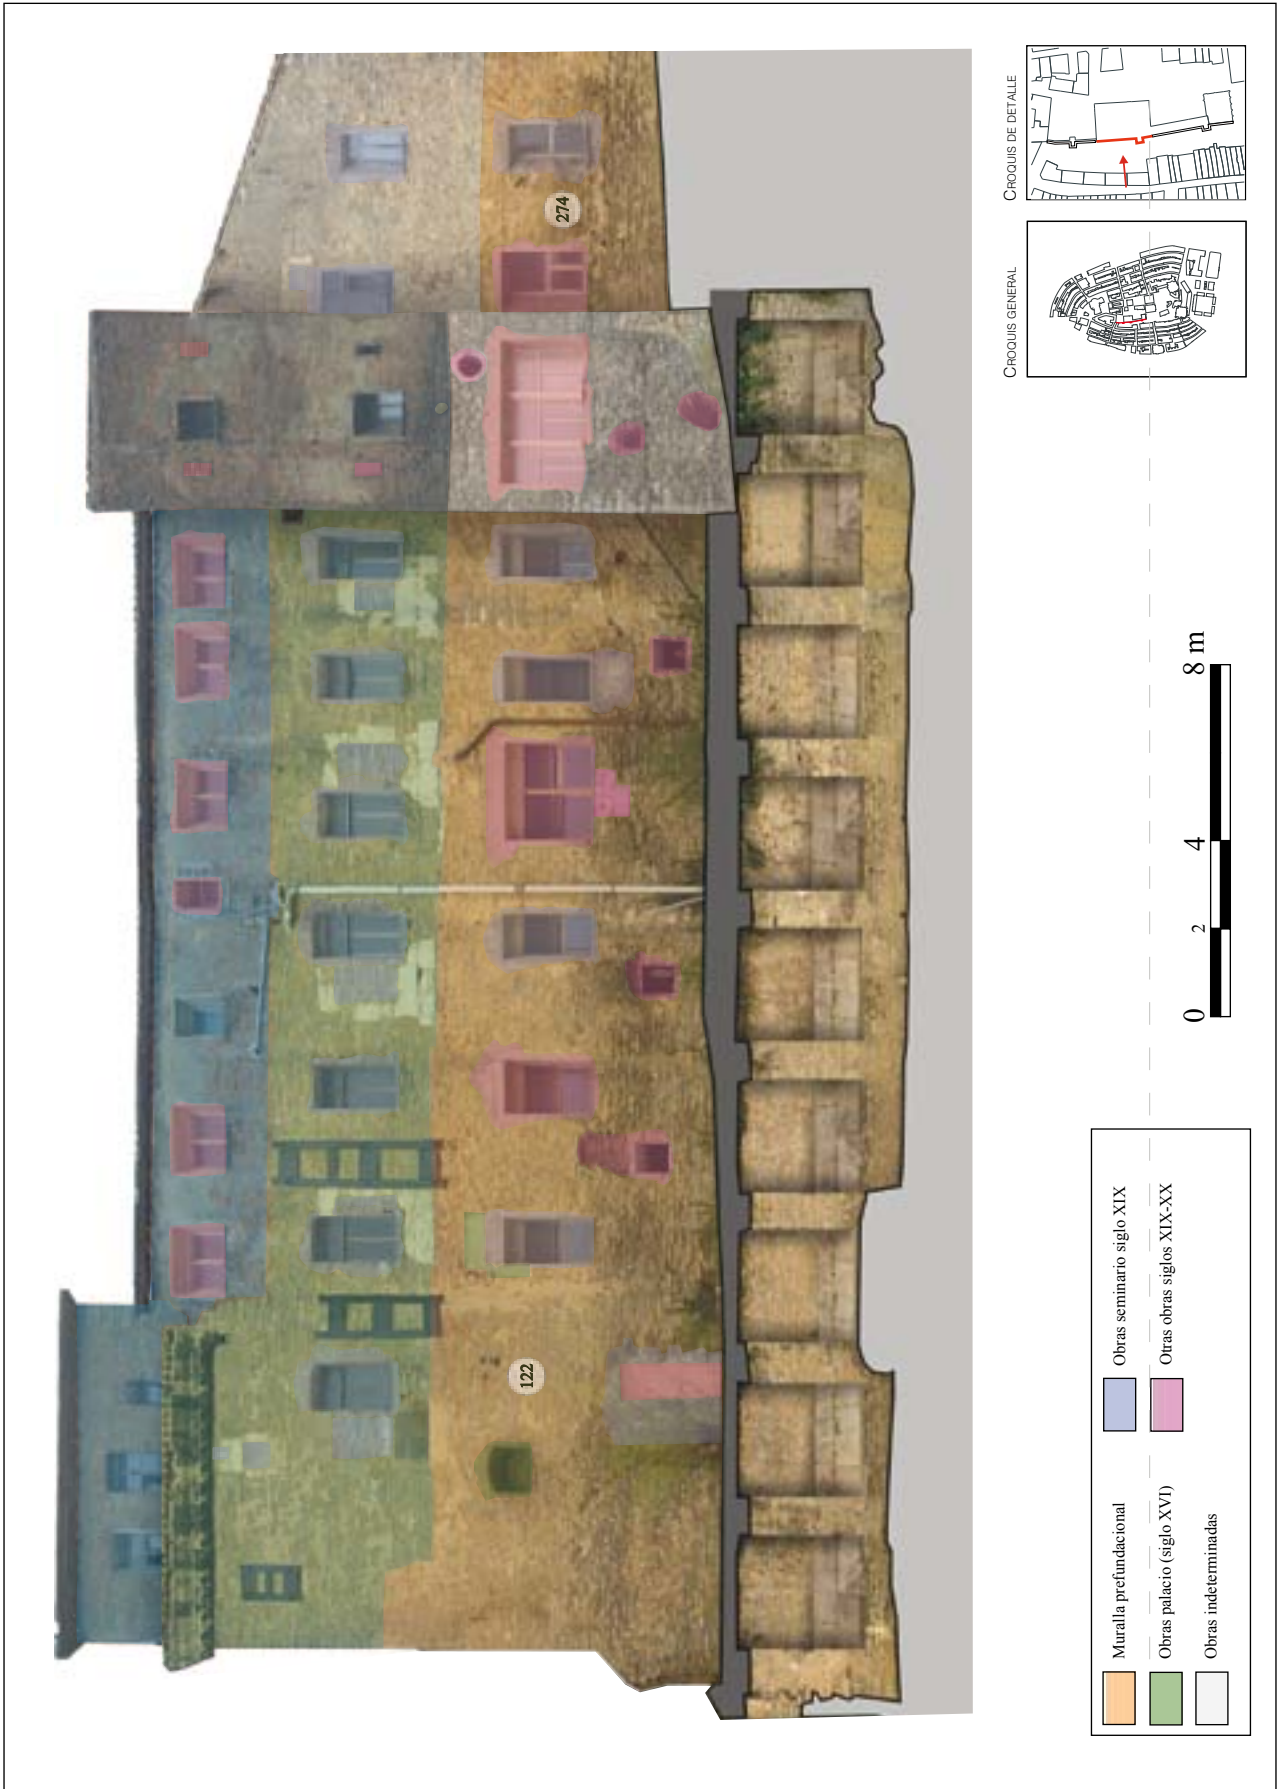 274
122
Muralla prefundacional
Obras palacio (siglo XVI)
Obras indeterminadas
Obras seminario siglo XIX
Otras obras siglos XIX-XX
0 2 4 8 m
CROQUIS GENERAL
CROQUIS DE DETALLE